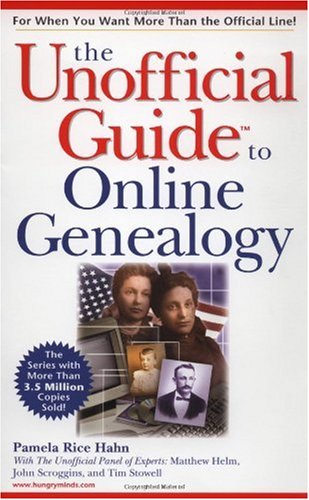 For When You Want More Than the Official Line!
the
Unofficial
Guide™ to
Online
Genealogy
The
Series with
More Than
3.5 Million
Copies
Sold!
Pamela Rice Hahn
With The Unofficial Panel of Experts: Matthew Helm,
John Scroggins, and Tim Stowell
www.hungryminds.com